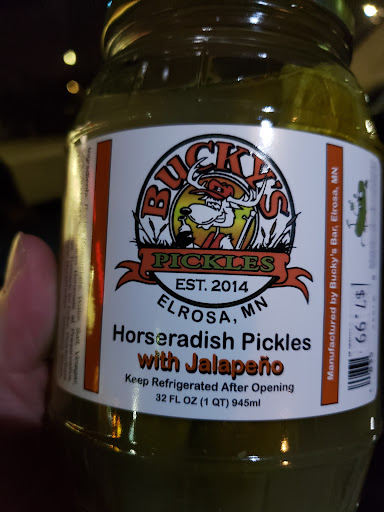 BUCKY'S
PICKLES
EST. 2014
ELROSA, MN
Horseradish Pickles
with Jalapeño
Keep Refrigerated After Opening
32 FL OZ (1 QT) 945ml
Manufactured by Bucky's Bar, Elrosa, MN
$7.99
Ingredients: